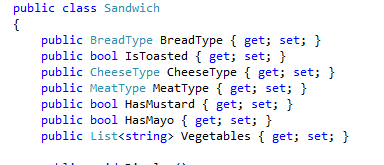 public class Sandwich
{
public BreadType BreadType { get; set; }
public bool IsToasted { get; set; }
public CheeseType CheeseType { get; set; }
public MeatType MeatType { get; set; }
public bool HasMustard { get; set; }
public bool HasMayo { get; set; }
public List<string> Vegetables { get; set; }